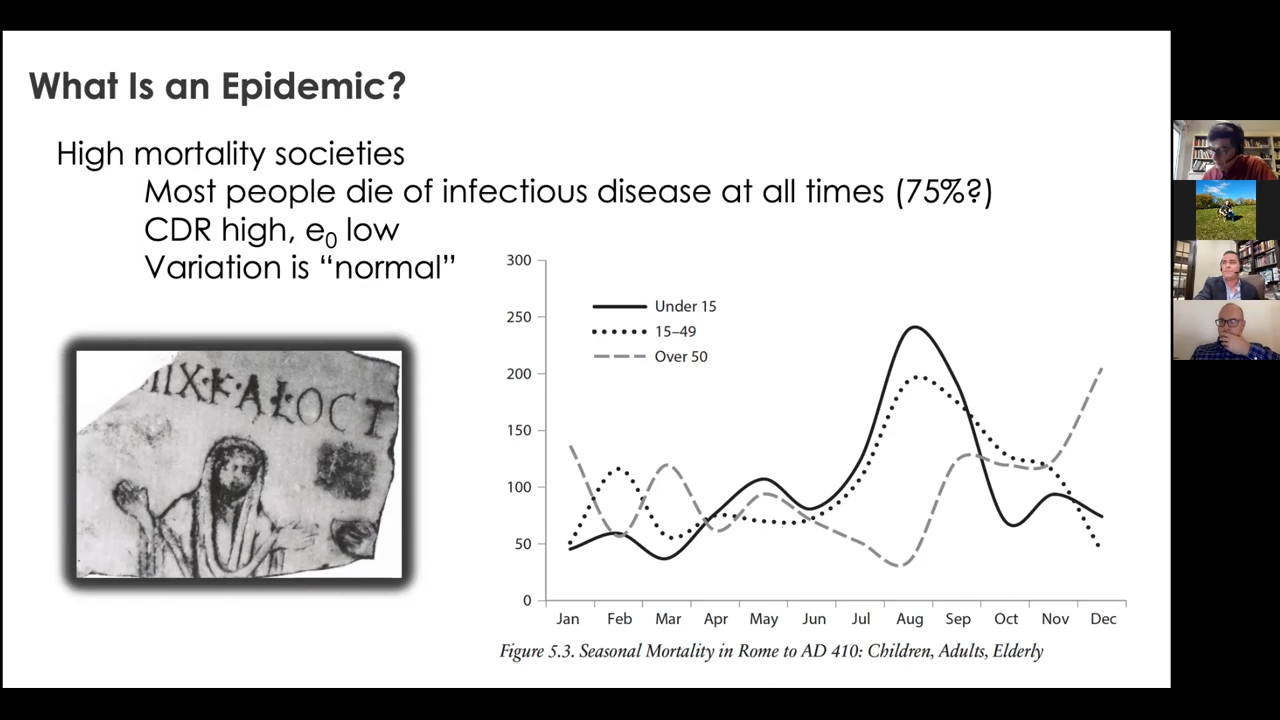 What Is an Epidemic?
High mortality societies
Most people die of infectious disease at all times (75%?)
CDR high, e₀ low
Variation is “normal”
IX·K·AL·OCT
300
250
200
150
100
50
0
Under 15
15–49
Over 50
Jan Feb Mar Apr May Jun Jul Aug Sep Oct Nov Dec
Figure 5.3. Seasonal Mortality in Rome to AD 410: Children, Adults, Elderly